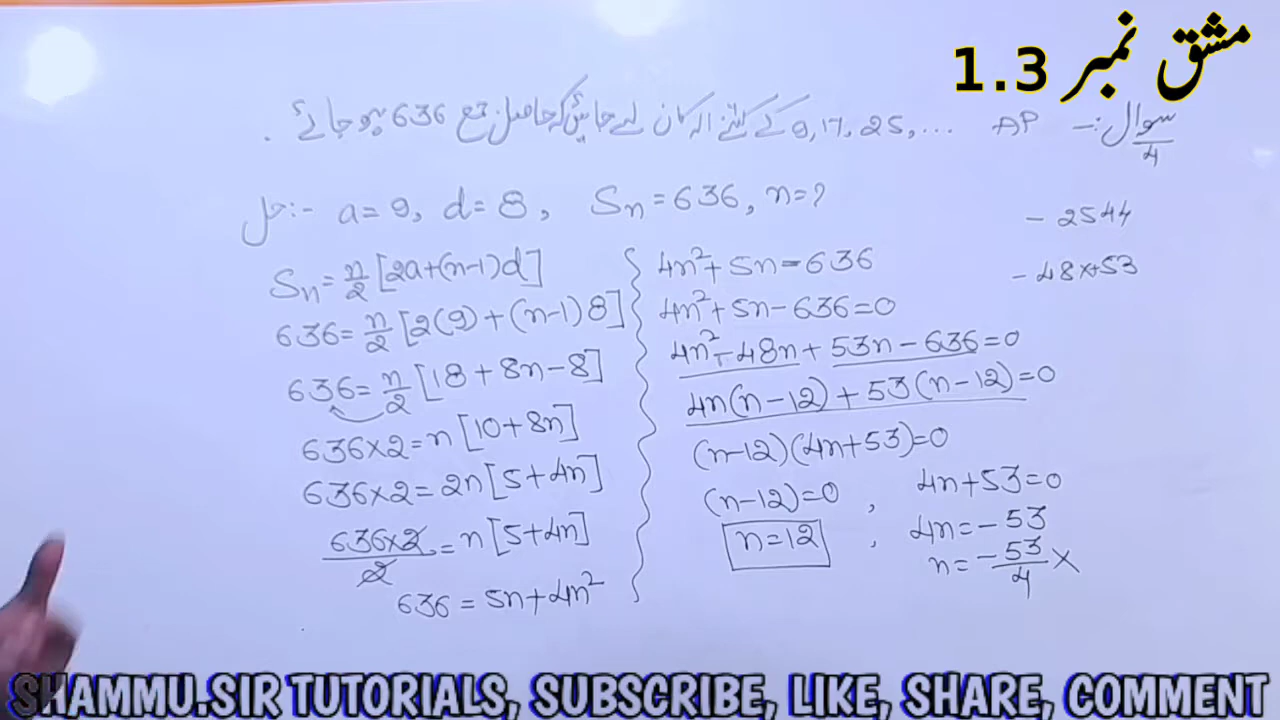 مشق نمبر 1.3
سوال 4 :- AP 9, 17, 25, ... کے کتنے ارکان لیے جائیں کہ حاصل جمع 636 ہو جائے .
حل :- a = 9, d = 8, Sn = 636, n = ?
Sn = n/2 [2a+(n-1)d]
636 = n/2 [2(9) + (n-1)8]
636 = n/2 [18 + 8n - 8]
636×2 = n[10+8n]
636×2 = 2n[5+4n]
636×2/2 = n[5+4n]
636 = 5n+4n²
4n²+5n=636
4n²+5n-636=0
4n²-48n+53n-636=0
4n(n-12)+53(n-12)=0
(n-12)(4n+53)=0
(n-12)=0 , 4n+53=0
n=12 , 4n=-53
n=-53/4 ×
- 2544
- 48×+53
SHAMMU.SIR TUTORIALS, SUBSCRIBE, LIKE, SHARE, COMMENT